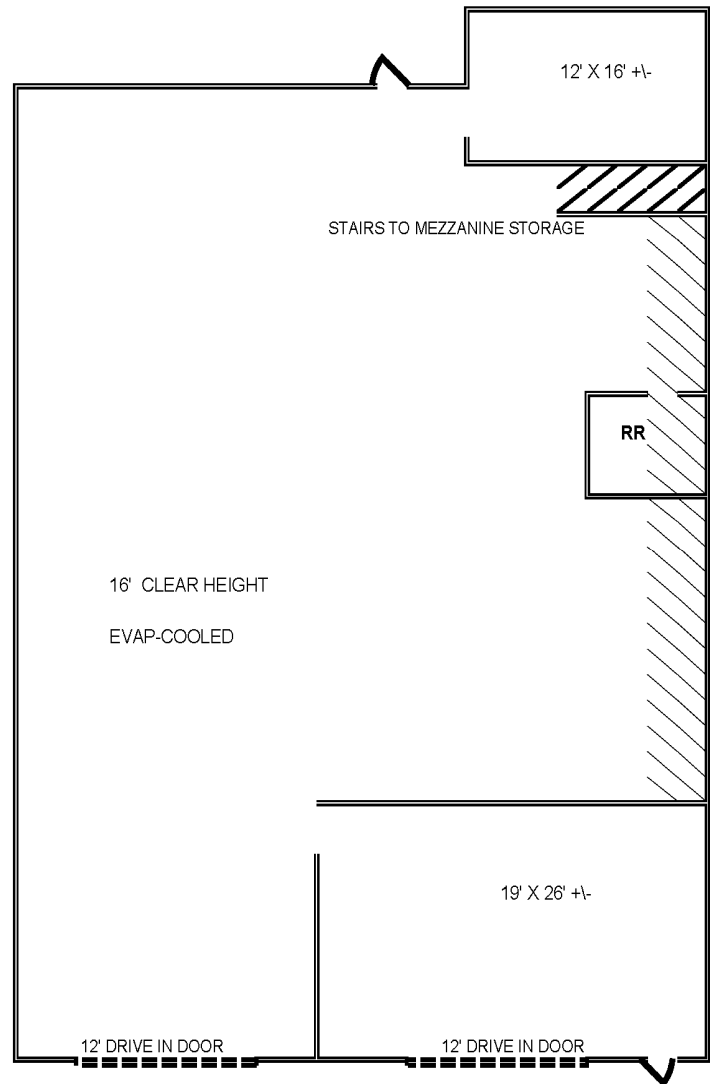 12' X 16' +\-
STAIRS TO MEZZANINE STORAGE
RR
16' CLEAR HEIGHT
EVAP-COOLED
19' X 26' +\-
12' DRIVE IN DOOR
12' DRIVE IN DOOR